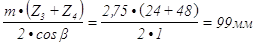 m·(Z₃ + Z₄) / 2·cos β = 2,75·(24 + 48) / 2·1 = 99мм